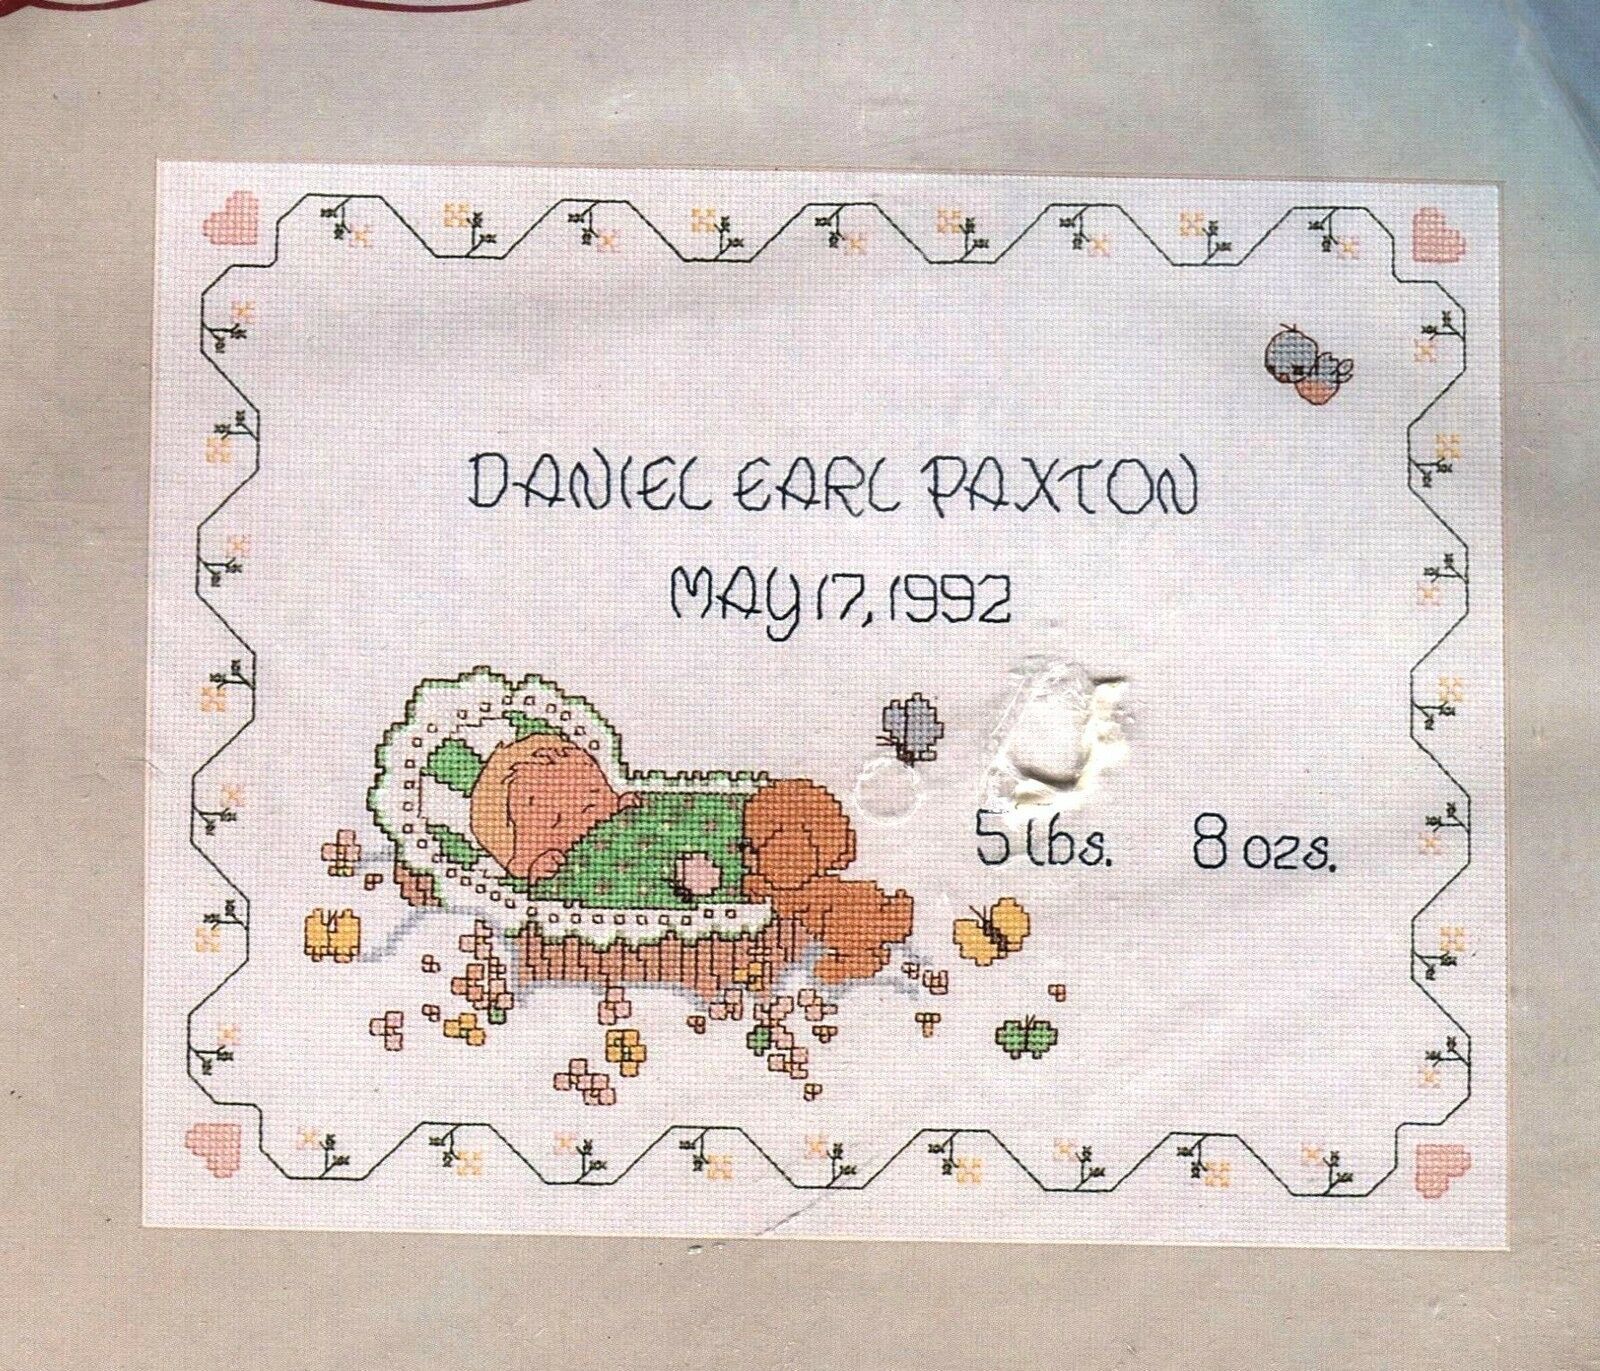 DANIEL EARL PAXTON
MAY 17, 1992
5 lbs. 8 ozs.